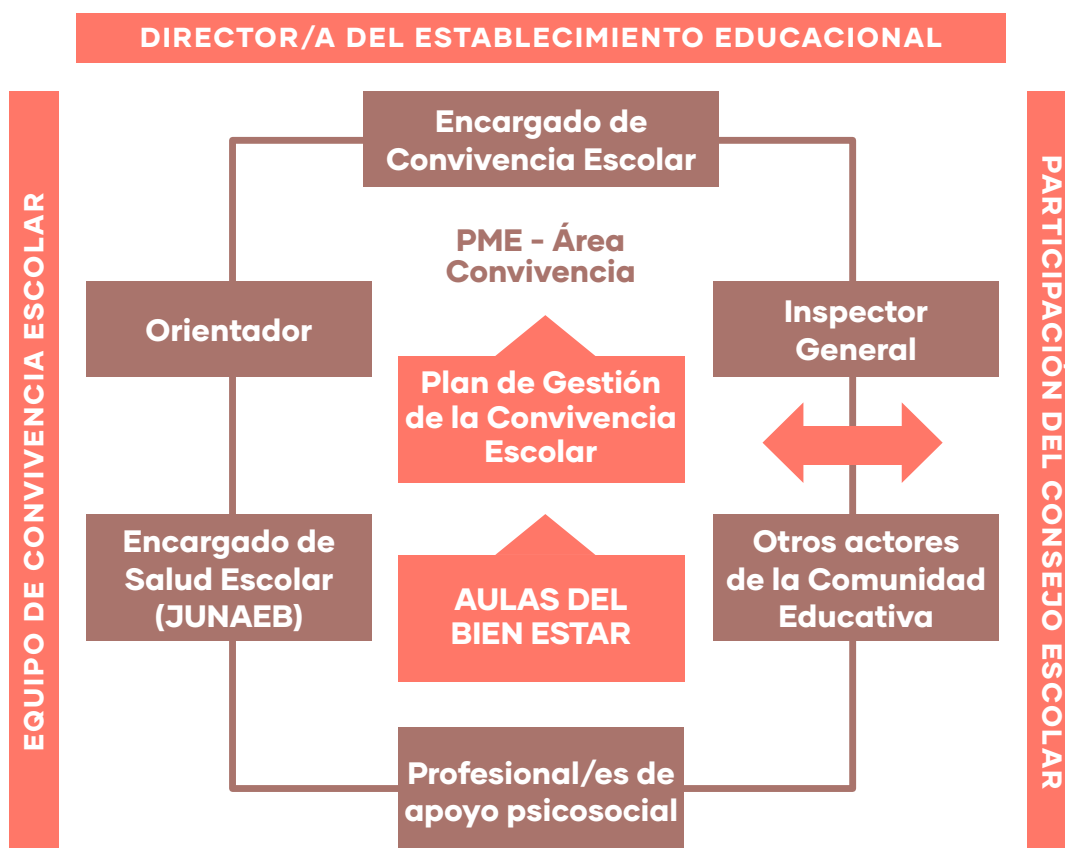 DIRECTOR/A DEL ESTABLECIMIENTO EDUCACIONAL
EQUIPO DE CONVIVENCIA ESCOLAR
Encargado de
Convivencia Escolar
PME - Área
Convivencia
Orientador
Inspector
General
Plan de Gestión
de la Convivencia
Escolar
Encargado de
Salud Escolar
(JUNAEB)
AULAS DEL
BIEN ESTAR
Otros actores
de la Comunidad
Educativa
Profesional/es de
apoyo psicosocial
PARTICIPACIÓN DEL CONSEJO ESCOLAR